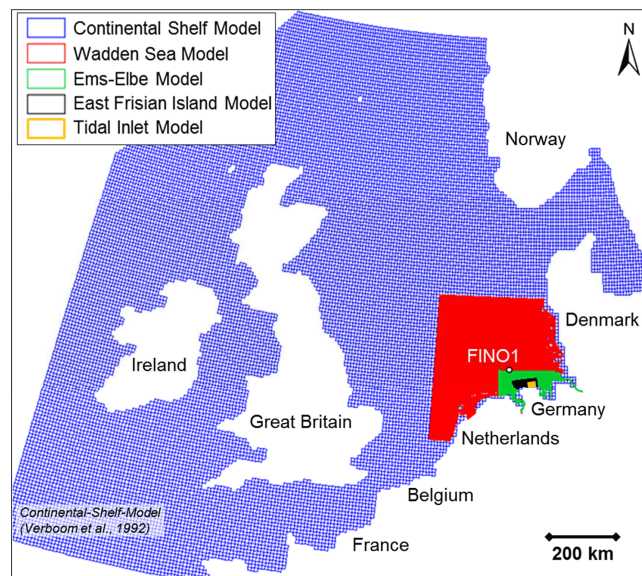 Continental Shelf Model
Wadden Sea Model
Ems-Elbe Model
East Frisian Island Model
Tidal Inlet Model
N
Norway
Denmark
FINO1
Ireland
Germany
Great Britain
Netherlands
Belgium
Continental-Shelf-Model
(Verboom et al., 1992)
France
200 km